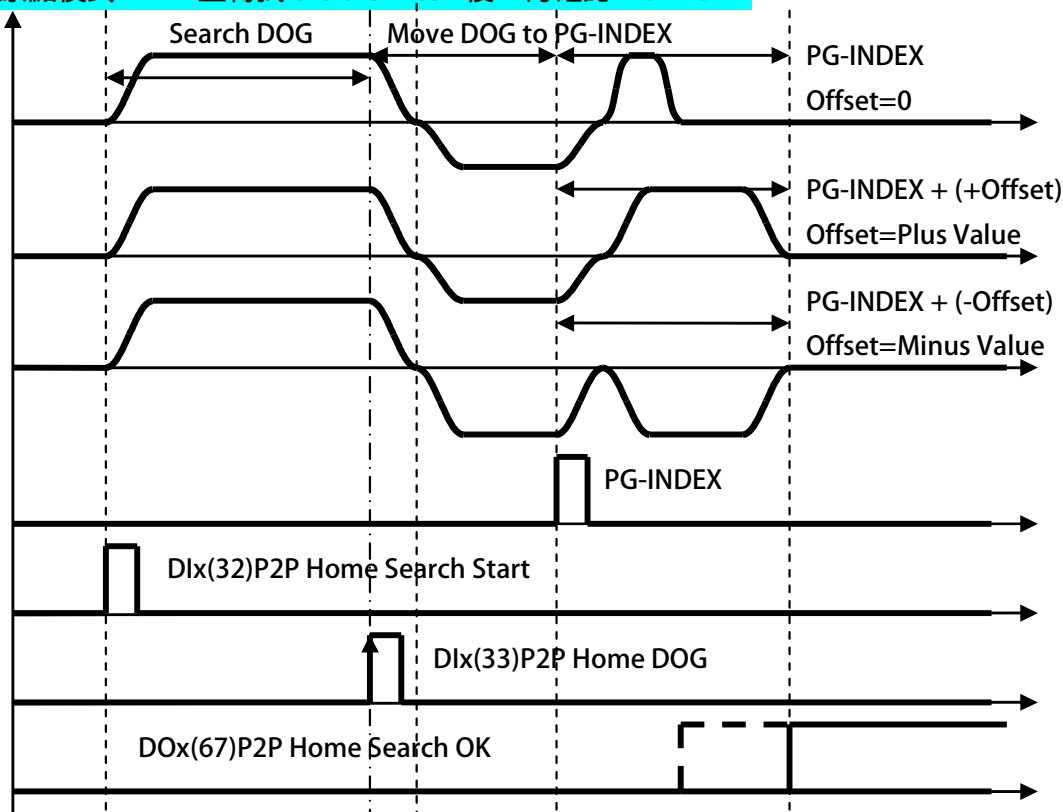 Search DOG
Move DOG to PG-INDEX
PG-INDEX
Offset=0
PG-INDEX + (+Offset)
Offset=Plus Value
PG-INDEX + (-Offset)
Offset=Minus Value
PG-INDEX
DIx(32)P2P Home Search Start
DIx(33)P2P Home DOG
DOx(67)P2P Home Search OK